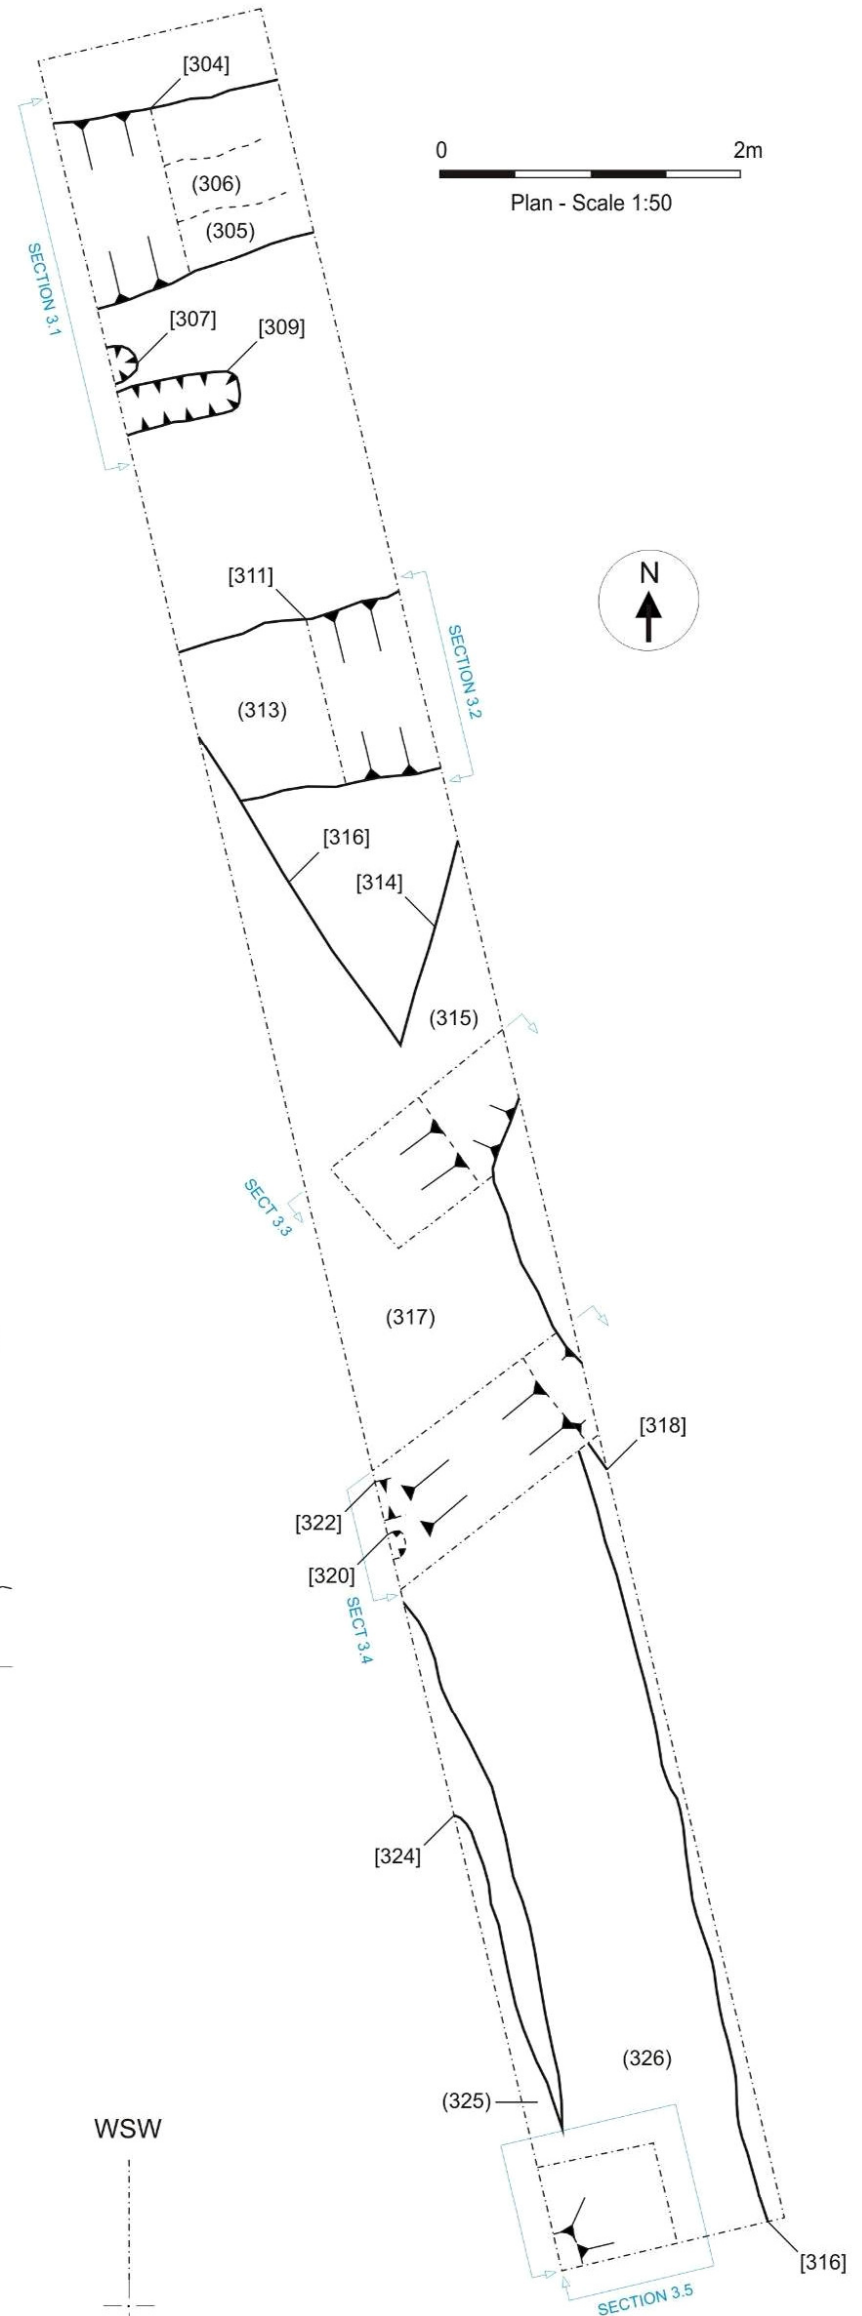 [304]
0 2m
Plan - Scale 1:50
(306)
(305)
SECTION 3.1
[307]
[309]
N
[311]
SECTION 3.2
(313)
[316]
[314]
(315)
SECT 3.3
(317)
[318]
[322]
[320]
SECT 3.4
[324]
(326)
(325)
WSW
[316]
SECTION 3.5